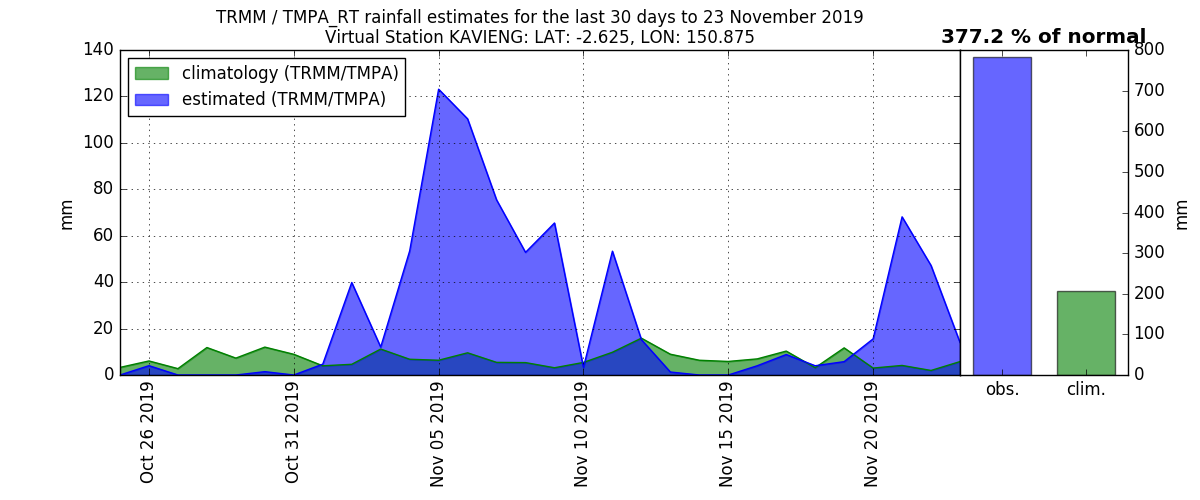 TRMM / TMPA_RT rainfall estimates for the last 30 days to 23 November 2019
Virtual Station KAVIENG: LAT: -2.625, LON: 150.875
377.2 % of normal
climatology (TRMM/TMPA)
estimated (TRMM/TMPA)
140
120
100
80
60
40
20
0
mm
Oct 26 2019
Oct 31 2019
Nov 05 2019
Nov 10 2019
Nov 15 2019
Nov 20 2019
800
700
600
500
400
300
200
100
0
mm
obs.
clim.